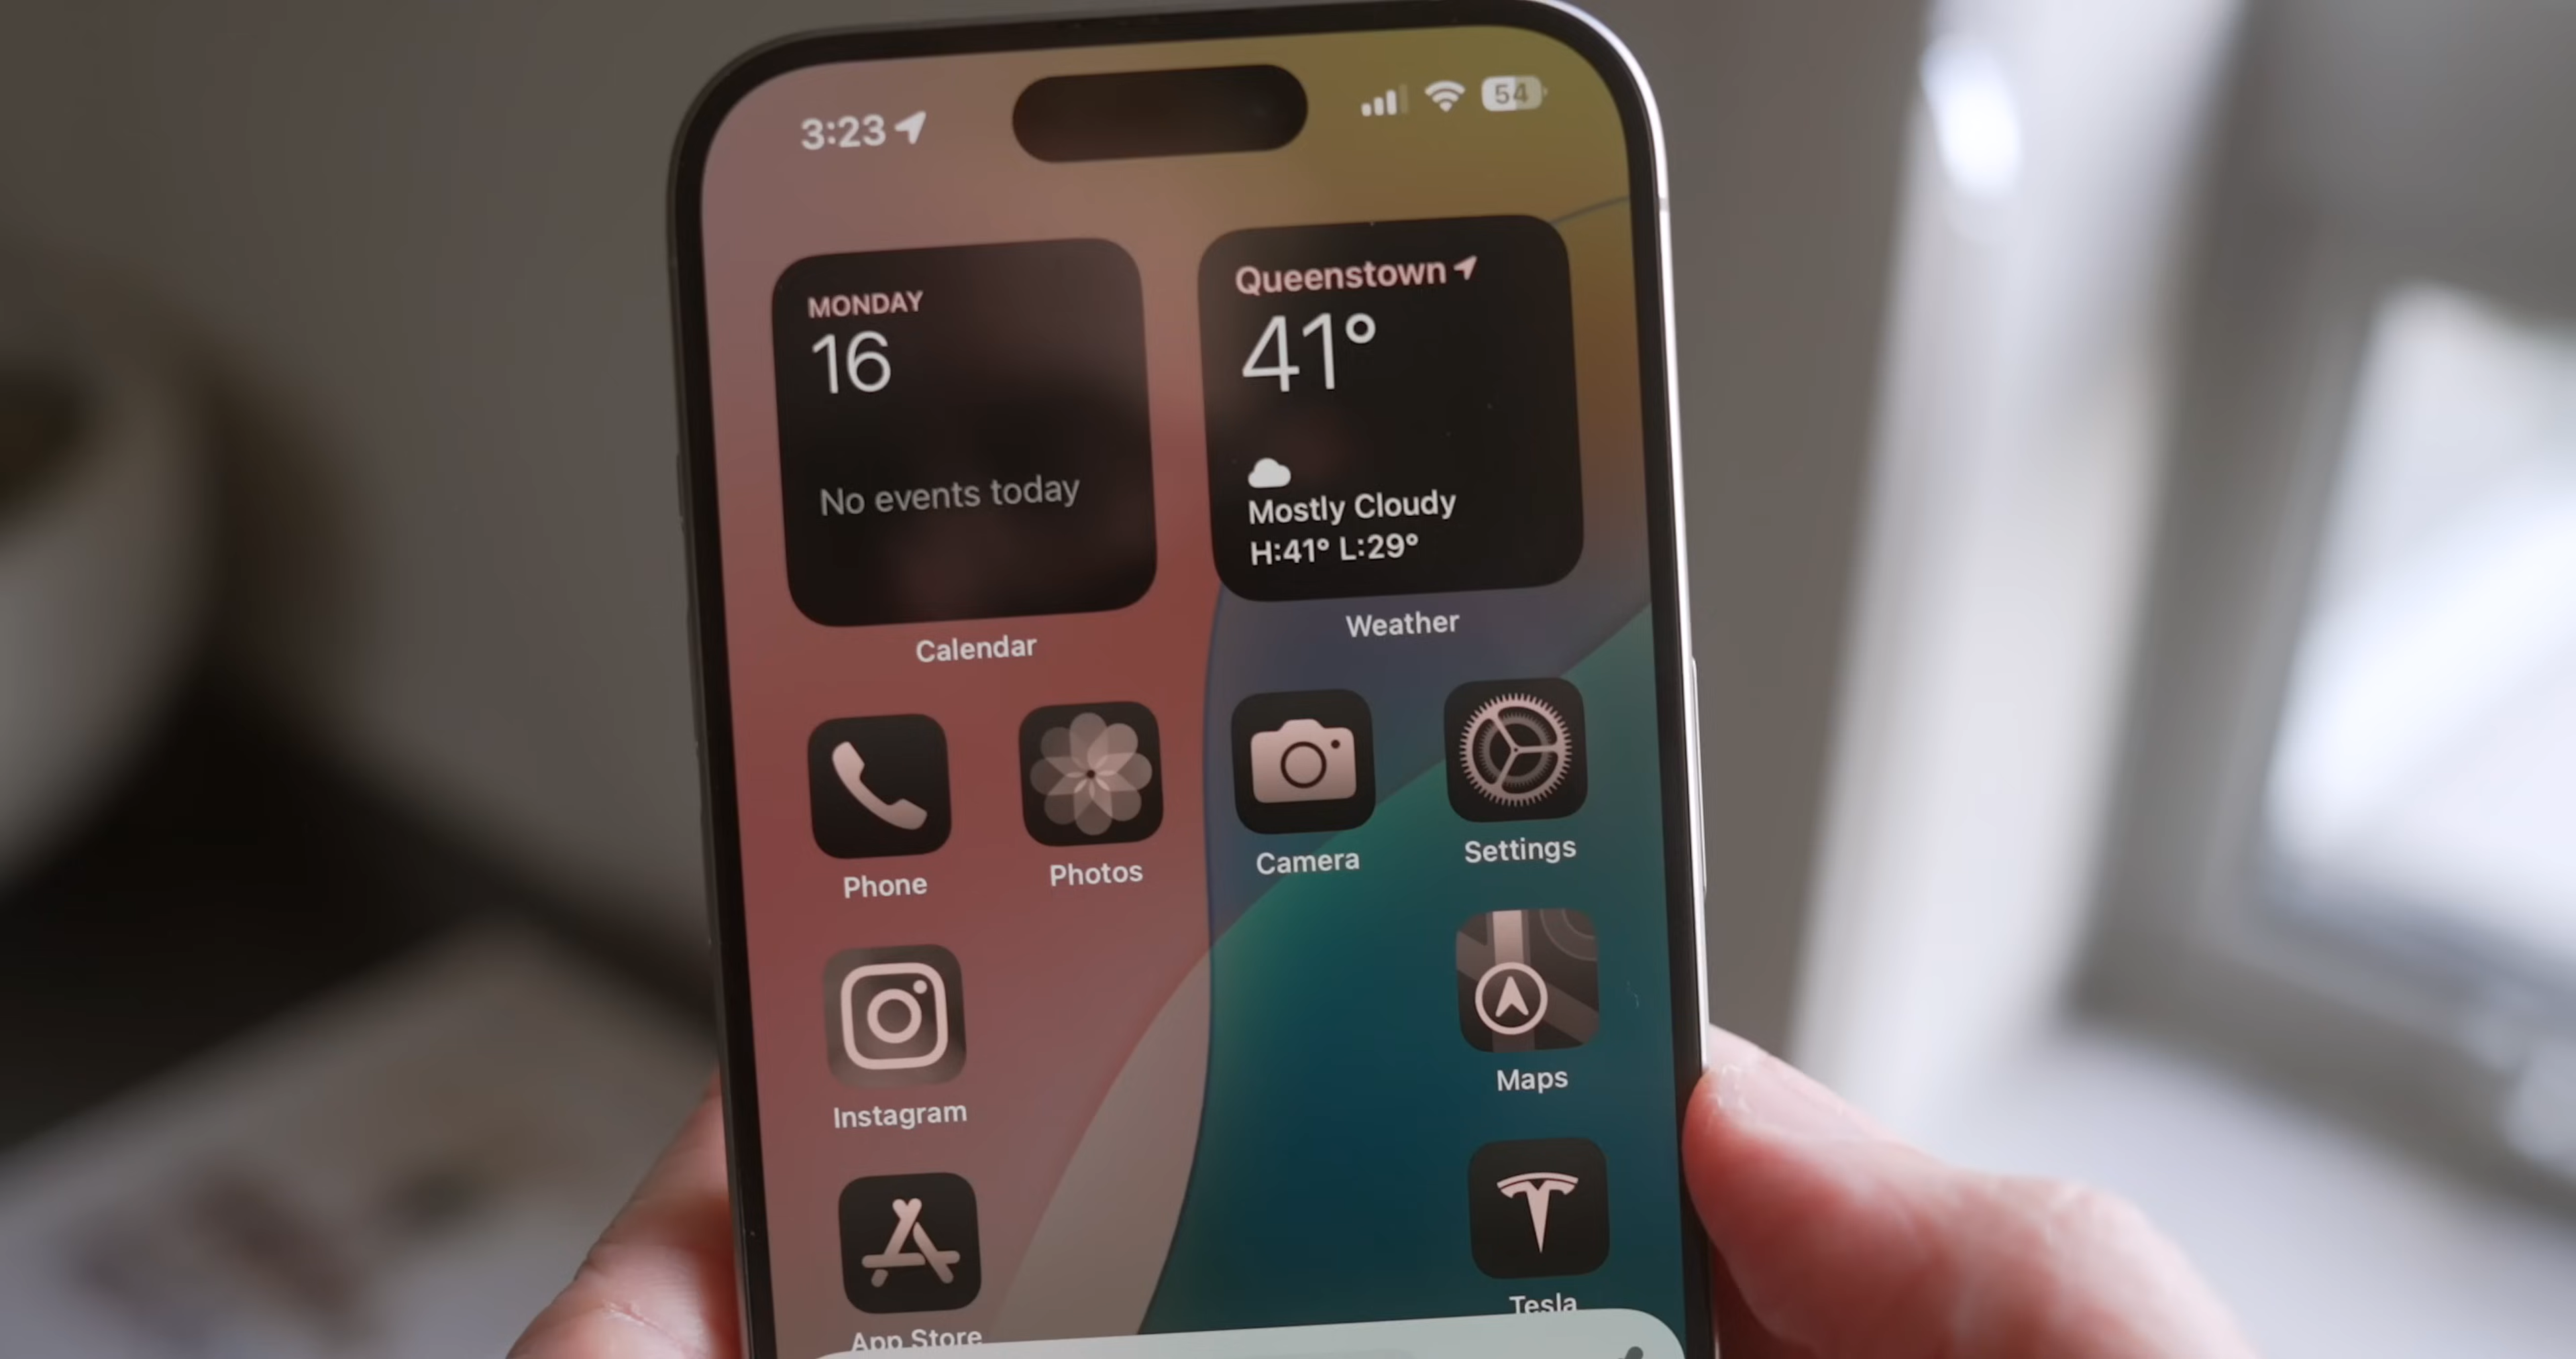 3:23
54
MONDAY
16
No events today
Calendar
Queenstown
41°
Mostly Cloudy
H:41° L:29°
Weather
Phone
Photos
Camera
Settings
Instagram
Maps
App Store
Tesla